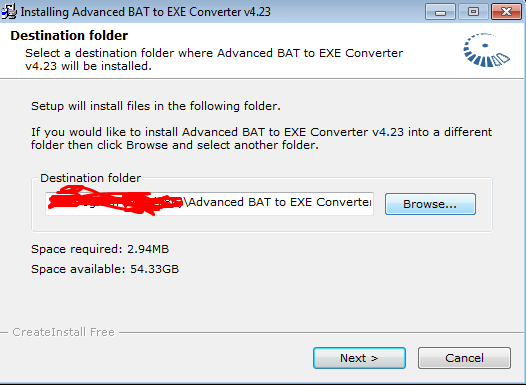 Installing Advanced BAT to EXE Converter v4.23
Destination folder
Select a destination folder where Advanced BAT to EXE Converter
v4.23 will be installed.
Setup will install files in the following folder.
If you would like to install Advanced BAT to EXE Converter v4.23 into a different
folder then click Browse and select another folder.
Destination folder
\Advanced BAT to EXE Converter
Browse...
Space required: 2.94MB
Space available: 54.33GB
CreateInstall Free
Next >
Cancel